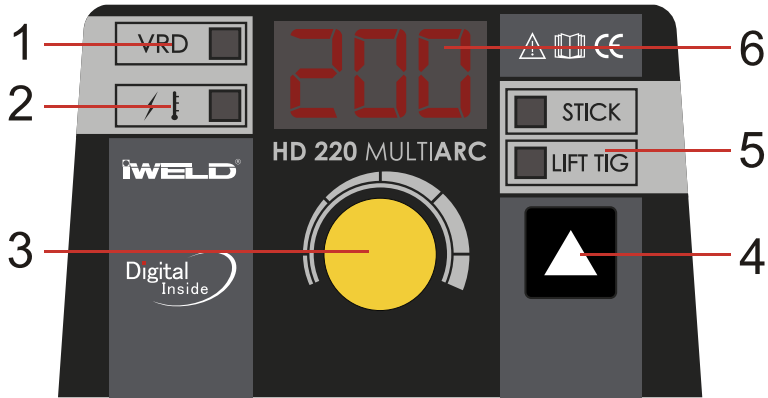 1
VRD
2
3
iWELD®
Digital
Inside
200
HD 220 MULTIARC
CE
STICK
LIFT TIG
6
5
4